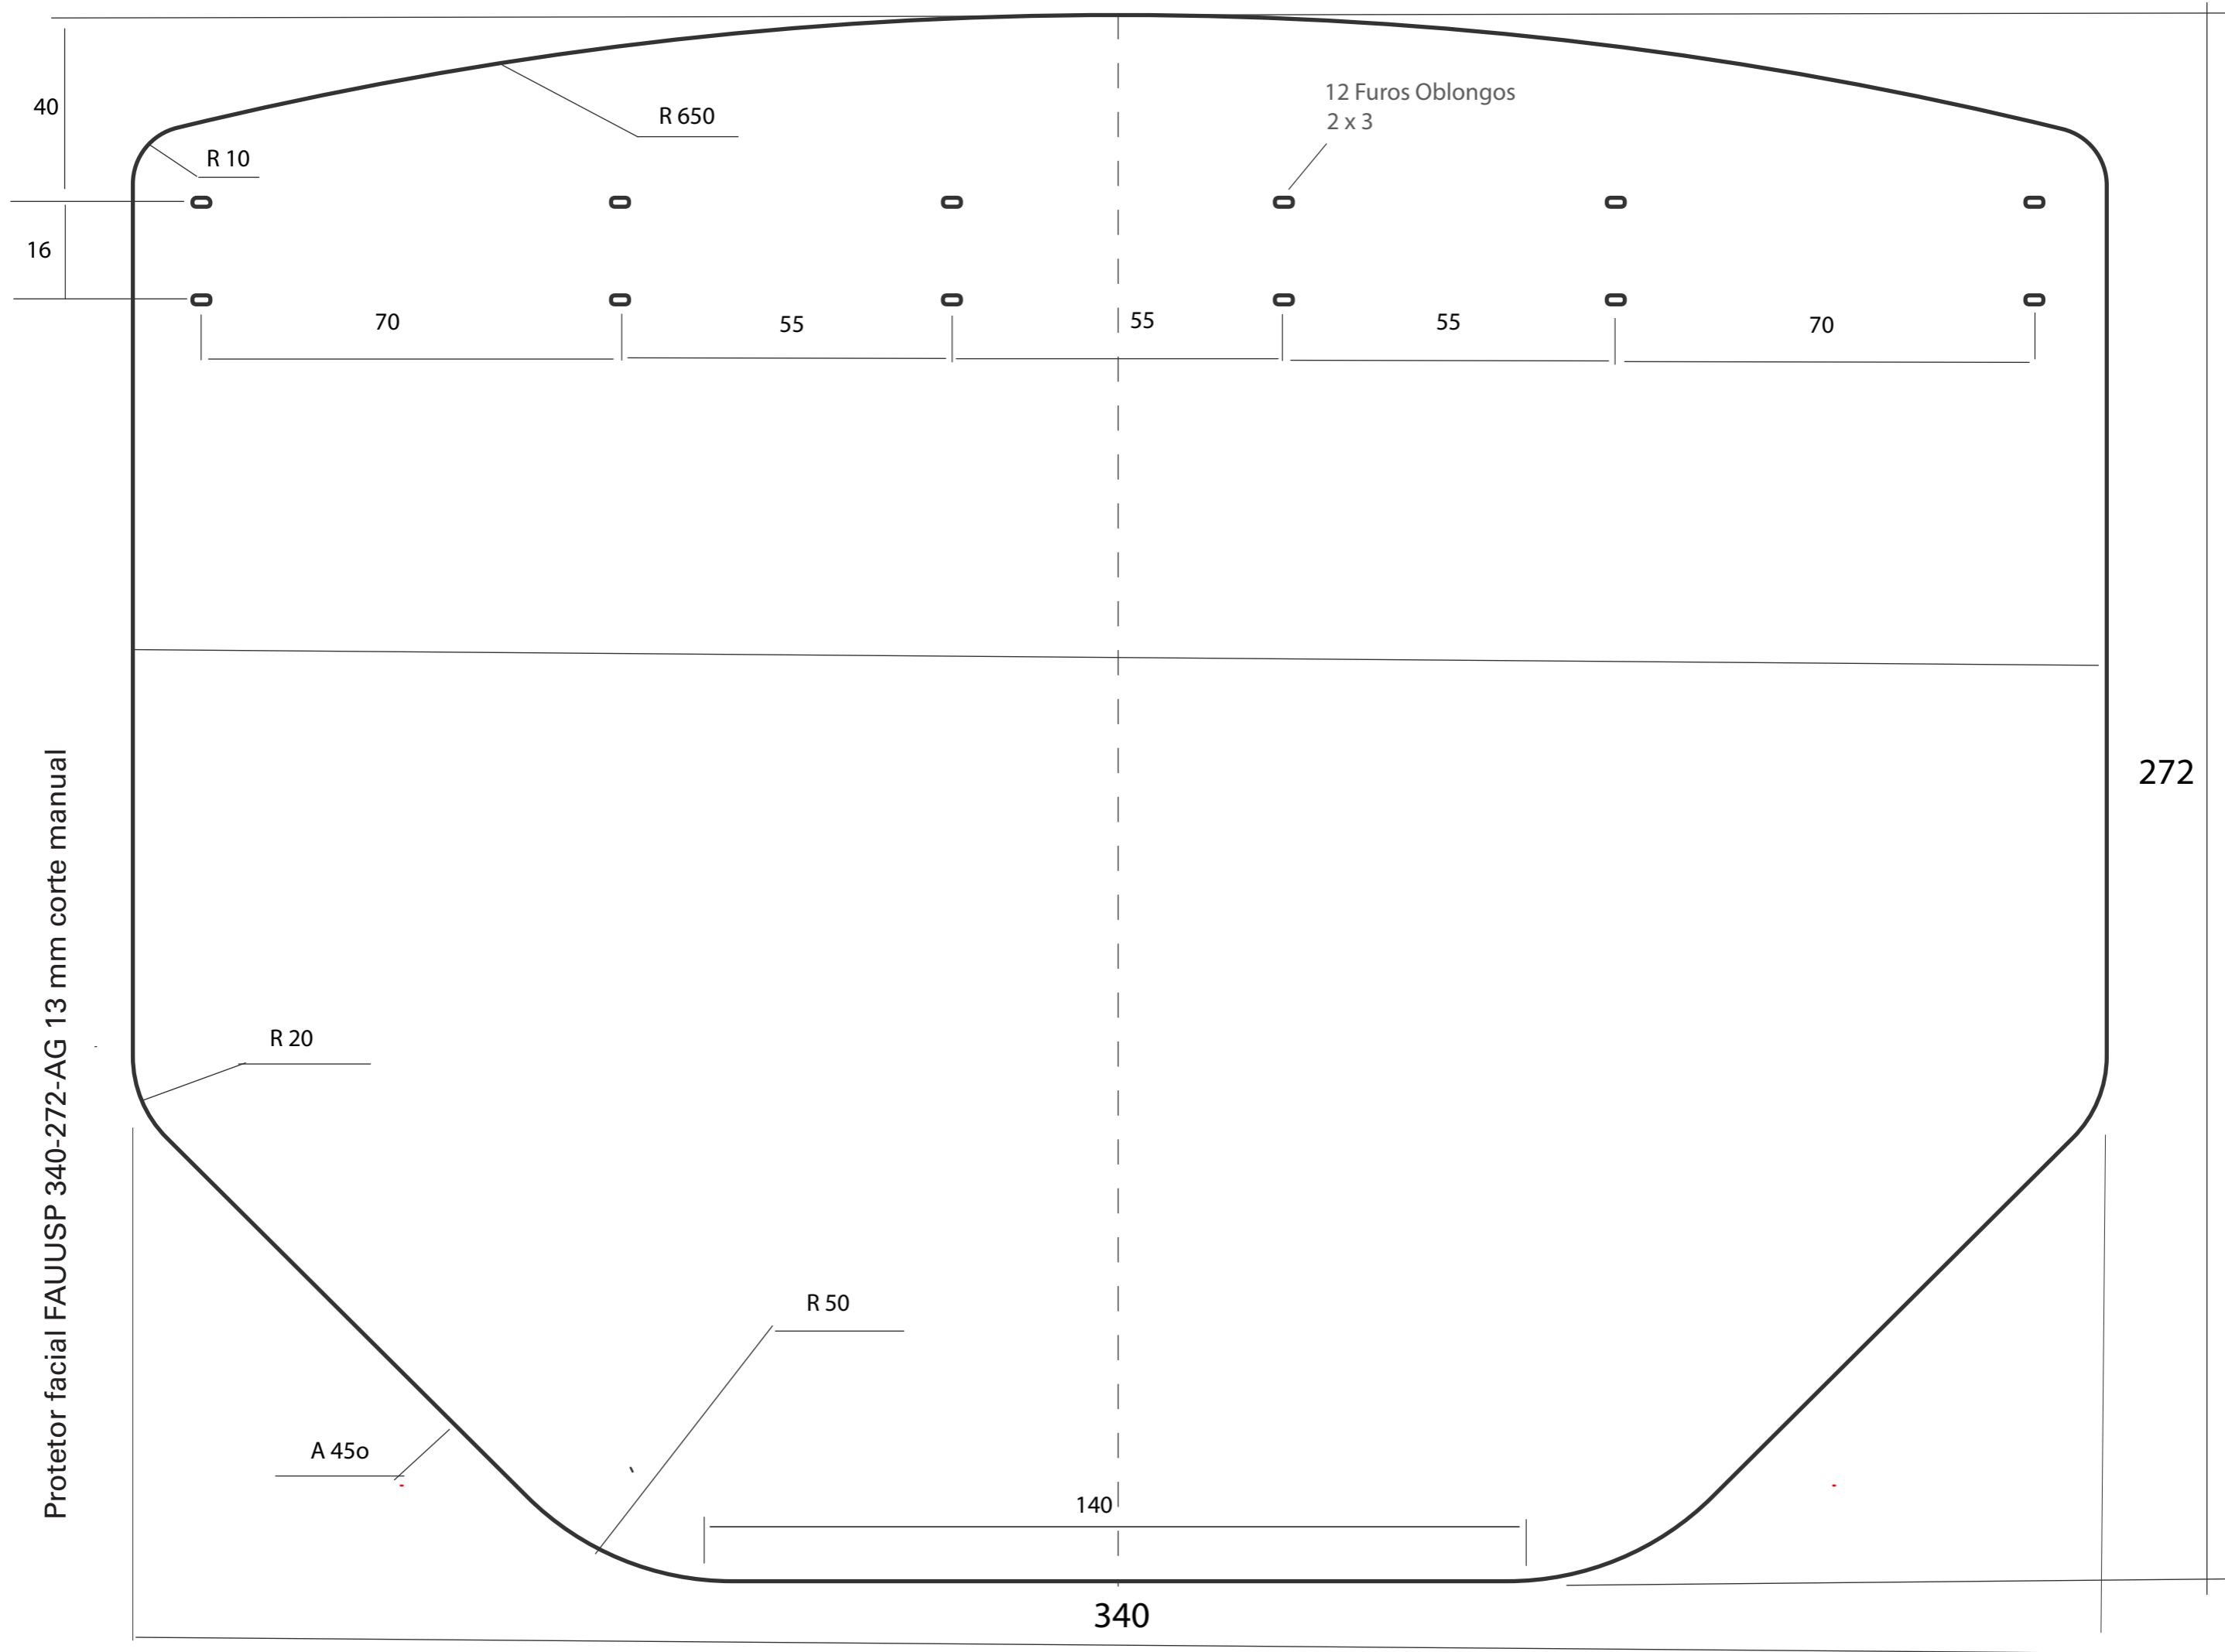 40
R 650
12 Furos Oblongos
2 x 3
R 10
16
70
55
55
55
70
272
Protetor facial FAUUSP 340-272-AG 13 mm corte manual
R 20
R 50
A 45o
140
340